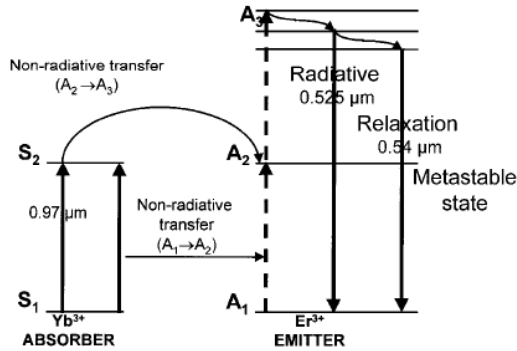 A₃
Non-radiative transfer
(A₂→A₃)
Radiative
0.525 µm
Relaxation
0.54 µm
S₂
A₂
Metastable
state
0.97 µm
Non-radiative
transfer
(A₁→A₂)
S₁
A₁
Yb³⁺
Er³⁺
ABSORBER
EMITTER